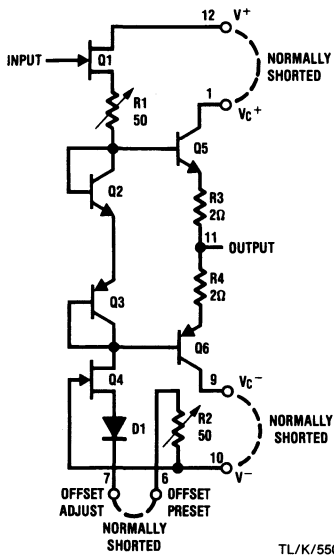 12 V+
INPUT
Q1
NORMALLY
SHORTED
R1
50
1
VC+
Q5
Q2
R3
2Ω
11
OUTPUT
R4
2Ω
Q3
Q6
Q4
9 VC−
D1
R2
50
NORMALLY
SHORTED
7
6
10
V−
OFFSET
ADJUST
OFFSET
PRESET
NORMALLY
SHORTED